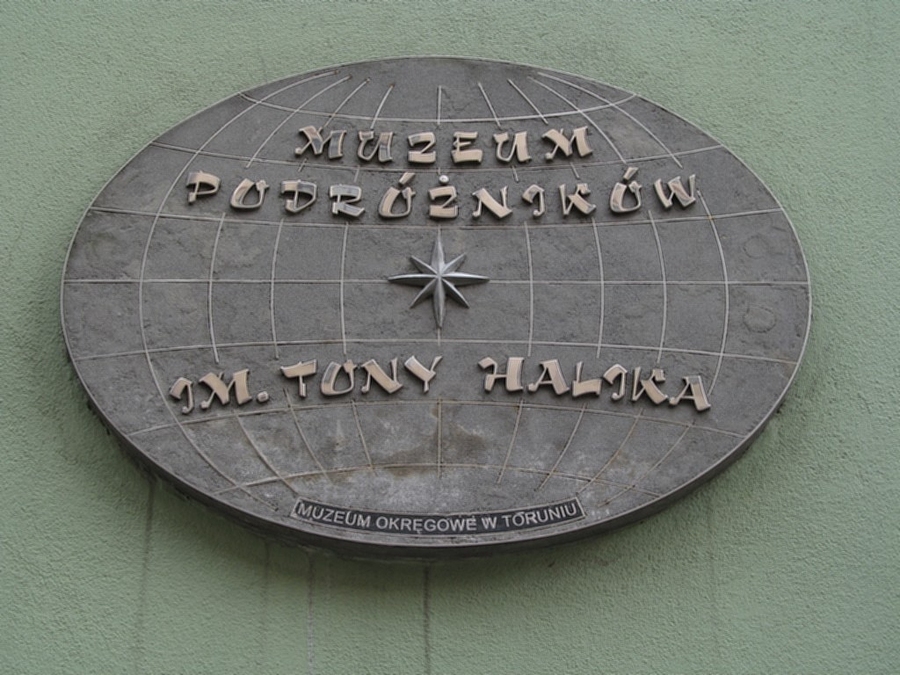 MUZEUM
PODRÓŻNIKÓW
IM. TONY HALIKA
MUZEUM OKRĘGOWE W TORUNIU